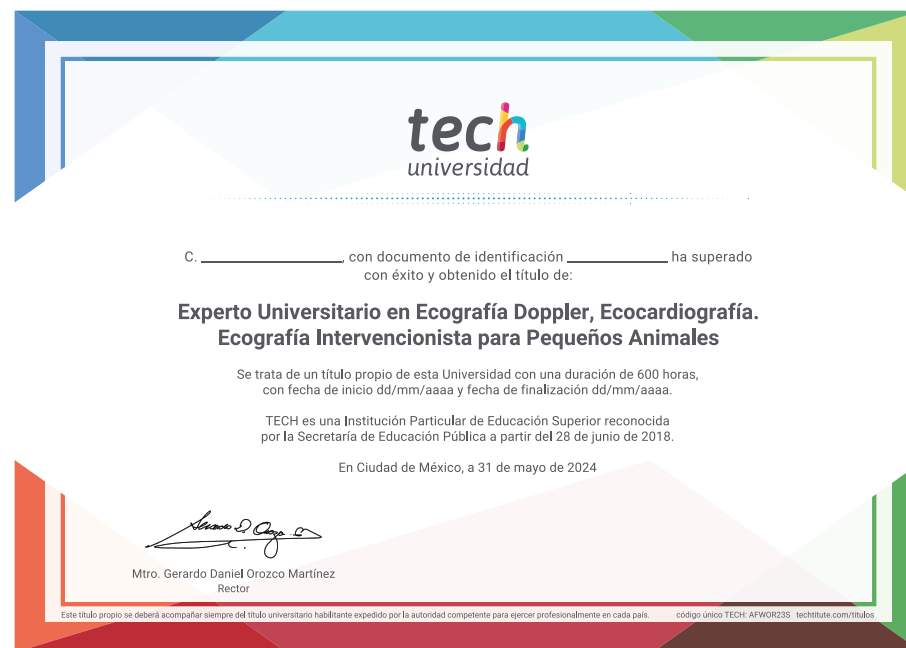 tech
universidad
C. ____________, con documento de identificación ____________ ha superado
con éxito y obtenido el título de:
Experto Universitario en Ecografía Doppler, Ecocardiografía.
Ecografía Intervencionista para Pequeños Animales
Se trata de un título propio de esta Universidad con una duración de 600 horas,
con fecha de inicio dd/mm/aaaa y fecha de finalización dd/mm/aaaa.
TECH es una Institución Particular de Educación Superior reconocida
por la Secretaría de Educación Pública a partir del 28 de junio de 2018.
En Ciudad de México, a 31 de mayo de 2024
Mtro. Gerardo Daniel Orozco Martínez
Rector
Este título propio se deberá acompañar siempre del título universitario habilitante expedido por la autoridad competente para ejercer profesionalmente en cada país. código único TECH: AFWOR23S techtitute.com/titulos